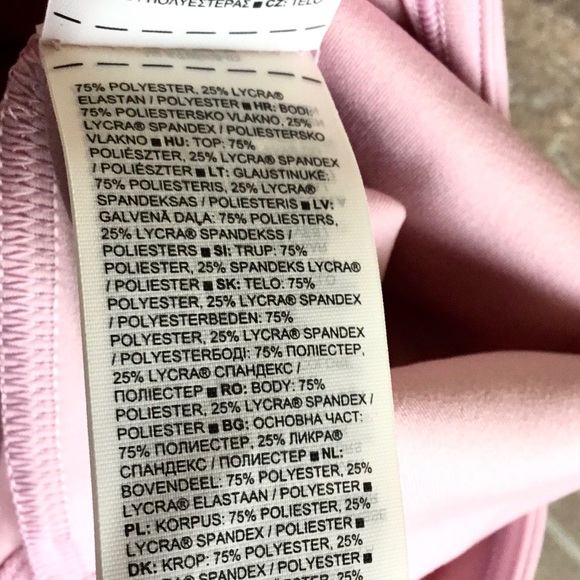 ΠΟΛΥΕΣΤΕΡΑΣ ■ CZ: TELO
75% POLYESTER, 25% LYCRA®
ELASTAN / POLYESTER ■ HR: BODI:
75% POLIESTERSKO VLAKNO, 25%
LYCRA® SPANDEX / POLIESTERSKO
VLAKNO ■ HU: TOP: 75%
POLIÉSZTER, 25% LYCRA® SPANDEX
/ POLIÉSZTER ■ LT: GLAUSTINUKĖ:
75% POLIESTERIS, 25% LYCRA®
SPANDEKSAS / POLIESTERIS ■ LV:
GALVENĀ DAĻA: 75% POLIESTERS,
25% LYCRA® SPANDEKSS /
POLIESTERS ■ SI: TRUP: 75%
POLIESTER, 25% SPANDEKS LYCRA®
/ POLIESTER ■ SK: TELO: 75%
POLYESTER, 25% LYCRA® SPANDEX
/ POLYESTERBEDEN: 75%
POLYESTER, 25% LYCRA® SPANDEX
/ POLYESTERБОДІ: 75% ПОЛІЕСТЕР,
25% LYCRA® СПАНДЕКС /
ПОЛІЕСТЕР ■ RO: BODY: 75%
POLIESTER, 25% LYCRA® SPANDEX /
POLIESTER ■ BG: ОСНОВНА ЧАСТ:
75% ПОЛИЕСТЕР, 25% ЛИКРА®
СПАНДЕКС / ПОЛИЕСТЕР ■ NL:
BOVENDEEL: 75% POLYESTER, 25%
LYCRA® ELASTAAN / POLYESTER ■
PL: KORPUS: 75% POLIESTER, 25%
LYCRA® SPANDEX / POLIESTER ■
DK: KROP: 75% POLYESTER, 25%
SPANDEX / POLYESTER ■
POLYESTER, 25%